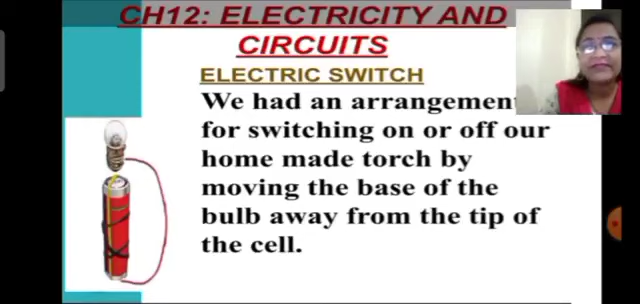 CH12: ELECTRICITY AND
CIRCUITS
ELECTRIC SWITCH
We had an arrangement
for switching on or off our
home made torch by
moving the base of the
bulb away from the tip of
the cell.